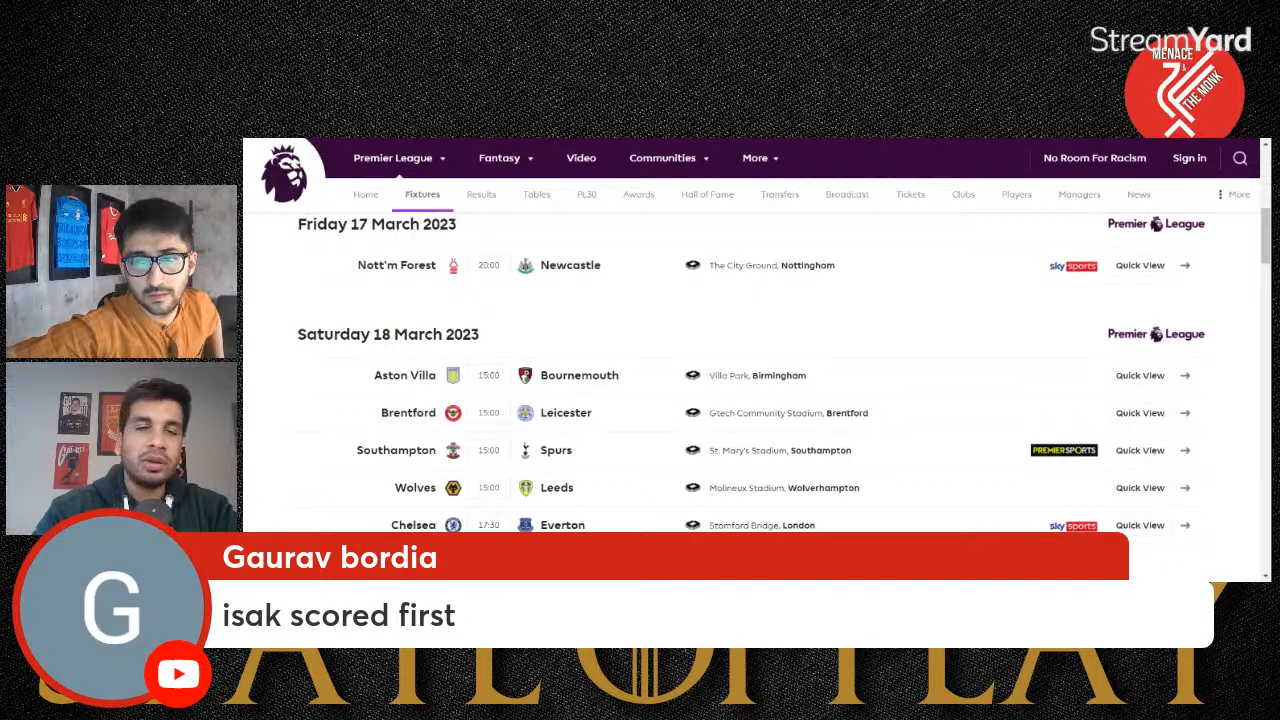 StreamYard
MENACE
&
THE MONK
Premier League
Fantasy
Video
Communities
More
No Room For Racism
Sign in
Home
Fixtures
Results
Tables
PL30
Awards
Hall of Fame
Transfers
Broadcast
Tickets
Clubs
Players
Managers
News
More
Friday 17 March 2023
Premier League
Nott'm Forest 20:00 Newcastle The City Ground, Nottingham sky sports Quick View
Saturday 18 March 2023
Premier League
Aston Villa 15:00 Bournemouth Villa Park, Birmingham Quick View
Brentford 15:00 Leicester Gtech Community Stadium, Brentford Quick View
Southampton 15:00 Spurs St. Mary's Stadium, Southampton PREMIER SPORTS Quick View
Wolves 15:00 Leeds Molineux Stadium, Wolverhampton Quick View
Chelsea 17:30 Everton Stamford Bridge, London sky sports Quick View
Gaurav bordia
G
isak scored first